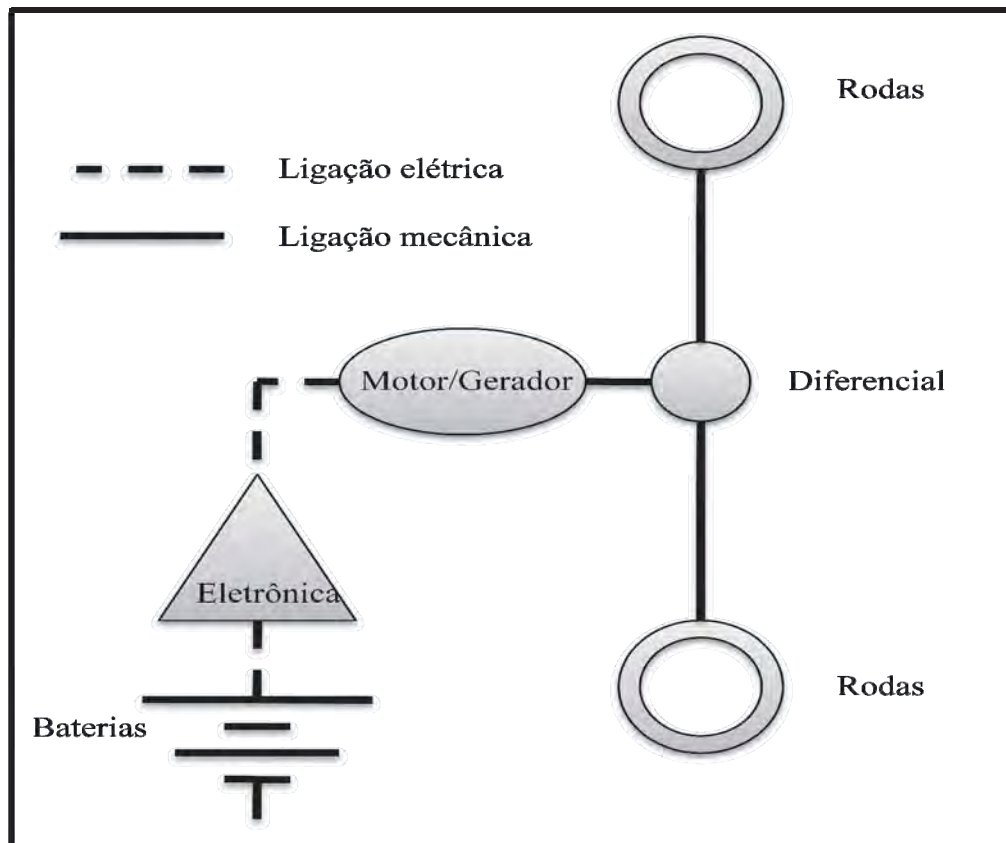 Rodas
Ligação elétrica
Ligação mecânica
Motor/Gerador
Diferencial
Eletrônica
Rodas
Baterias